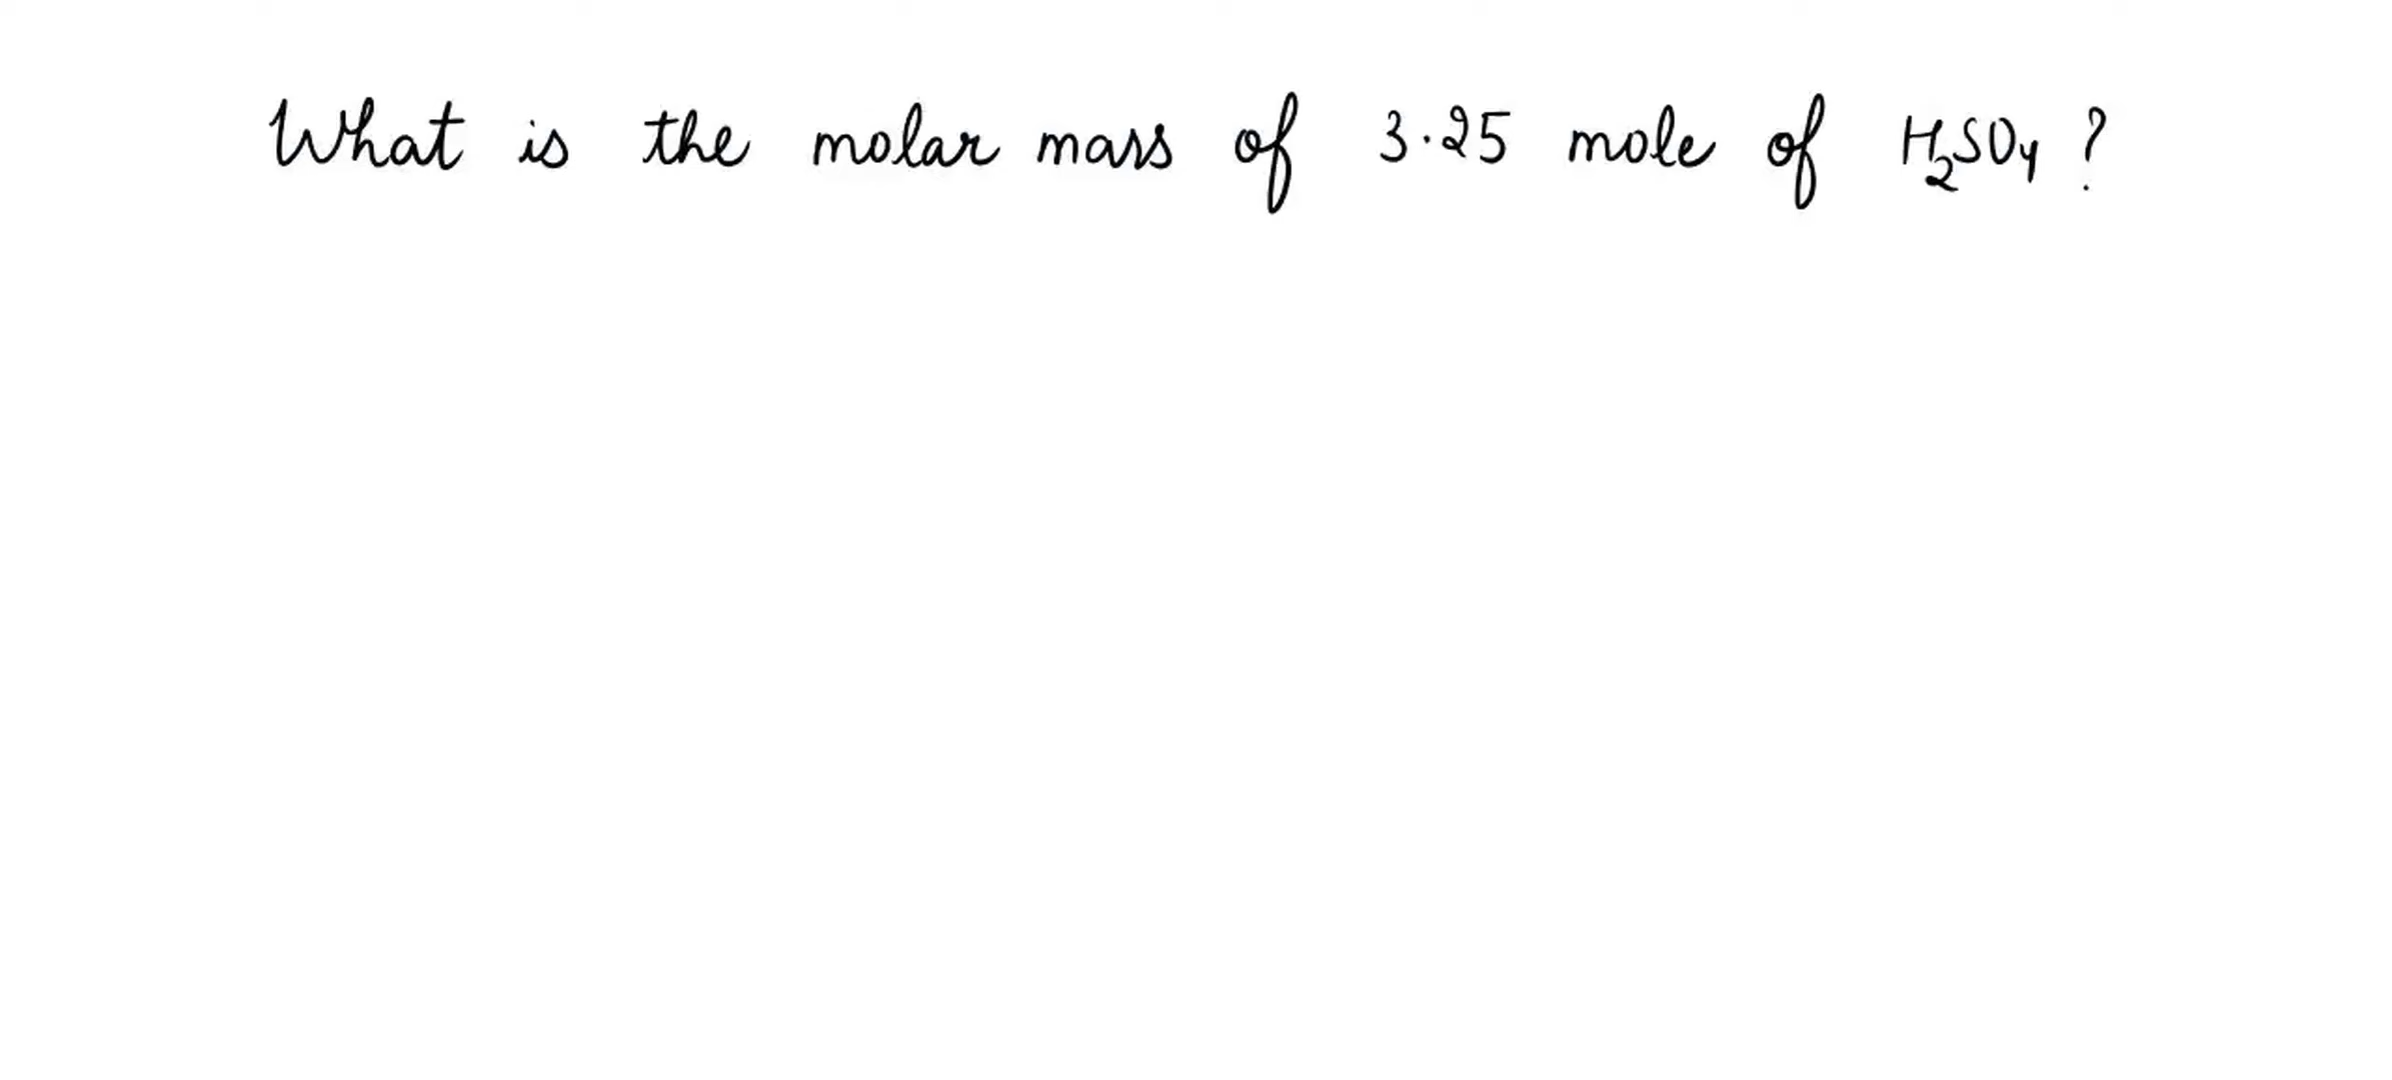 What is the molar mass of 3.25 mole of H₂SO₄ ?